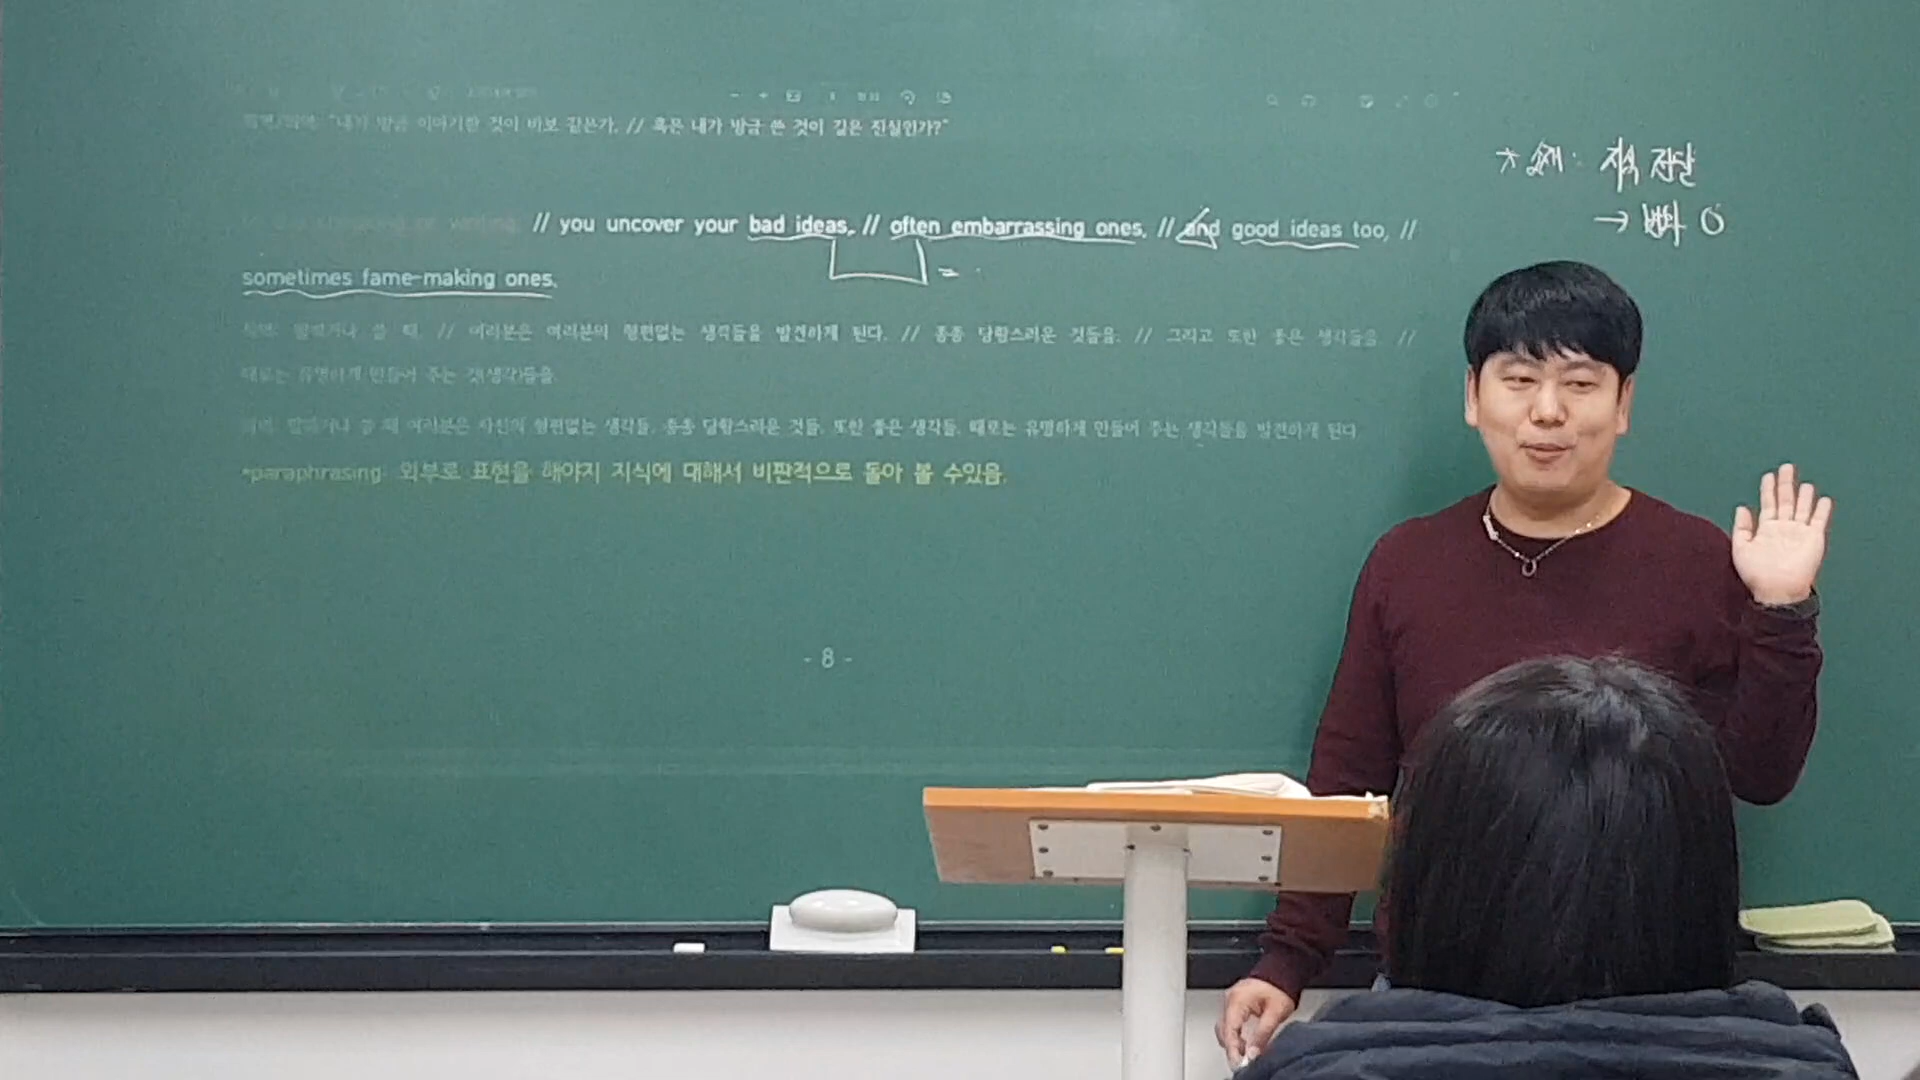 "내가 방금 이야기한 것이 바보 같은가, // 혹은 내가 방금 쓴 것이 깊은 진실인가?"
* 소재: 지식 전달
→ 비판 O
writing, // you uncover your bad ideas, // often embarrassing ones, // and good ideas too, //
=
sometimes fame-making ones.
직역: 말하거나 쓸 때, // 여러분은 여러분의 형편없는 생각들을 발견하게 된다, // 종종 당황스러운 것들을, // 그리고 또한 좋은 생각들을 //
때로는 유명하게 만들어 주는 것(생각)들을.
의역: 말하거나 쓸 때 여러분은 자신의 형편없는 생각들, 종종 당황스러운 것들, 또한 좋은 생각들, 때로는 유명하게 만들어 주는 생각들을 발견하게 된다.
*paraphrasing: 외부로 표현을 해야지 지식에 대해서 비판적으로 돌아 볼 수있음.
- 8 -